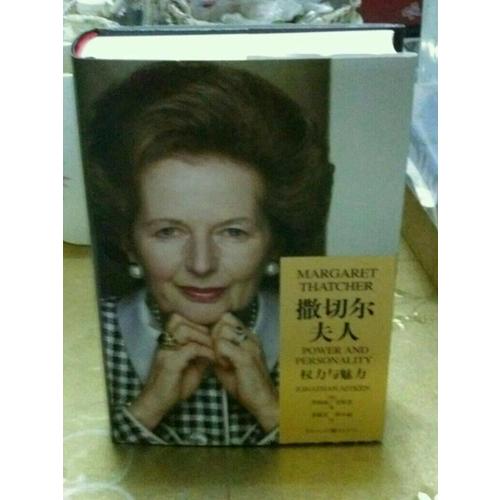 MARGARET
THATCHER
撒切尔
夫人
POWER AND
PERSONALITY
权力与魅力
JONATHAN AITKEN